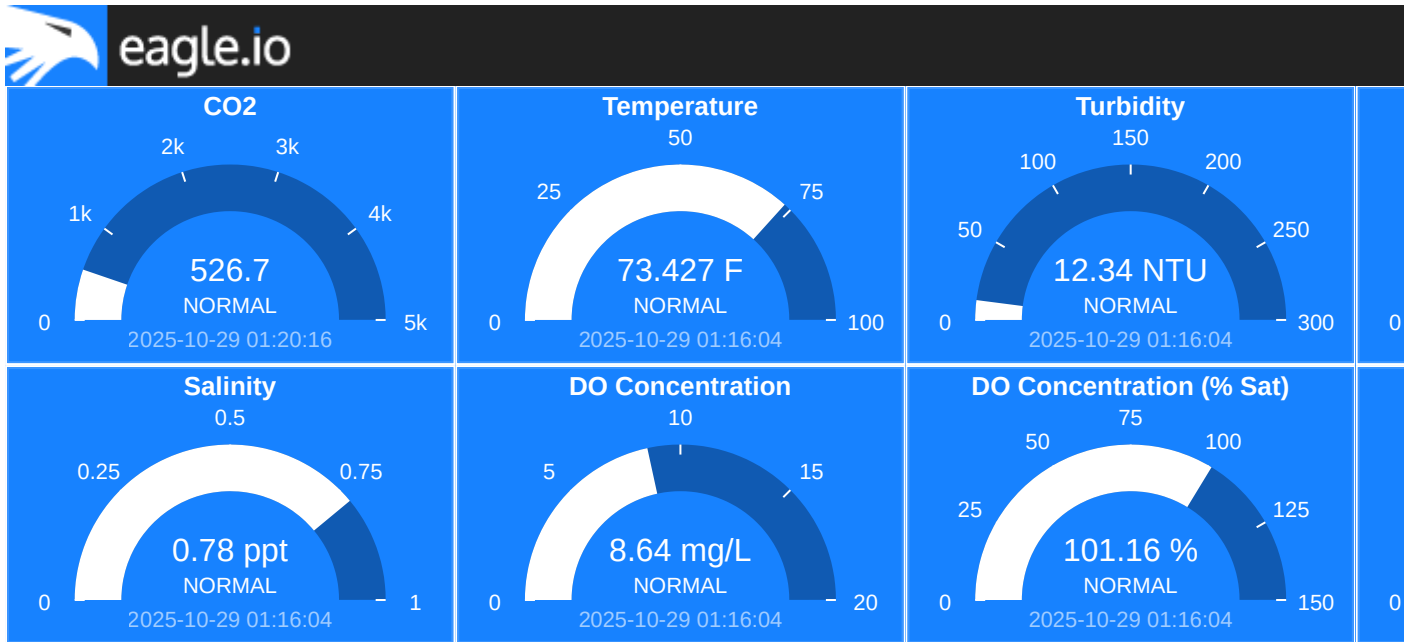 eagle.io
CO2
2k
3k
1k
4k
526.7
NORMAL
0
5k
2025-10-29 01:20:16
Temperature
50
25
75
73.427 F
NORMAL
0
100
2025-10-29 01:16:04
Turbidity
150
100
200
50
250
12.34 NTU
NORMAL
0
300
2025-10-29 01:16:04
0
Salinity
0.5
0.25
0.75
0.78 ppt
NORMAL
0
1
2025-10-29 01:16:04
DO Concentration
10
5
15
8.64 mg/L
NORMAL
0
20
2025-10-29 01:16:04
DO Concentration (% Sat)
75
50
100
25
125
101.16 %
NORMAL
0
150
2025-10-29 01:16:04
0